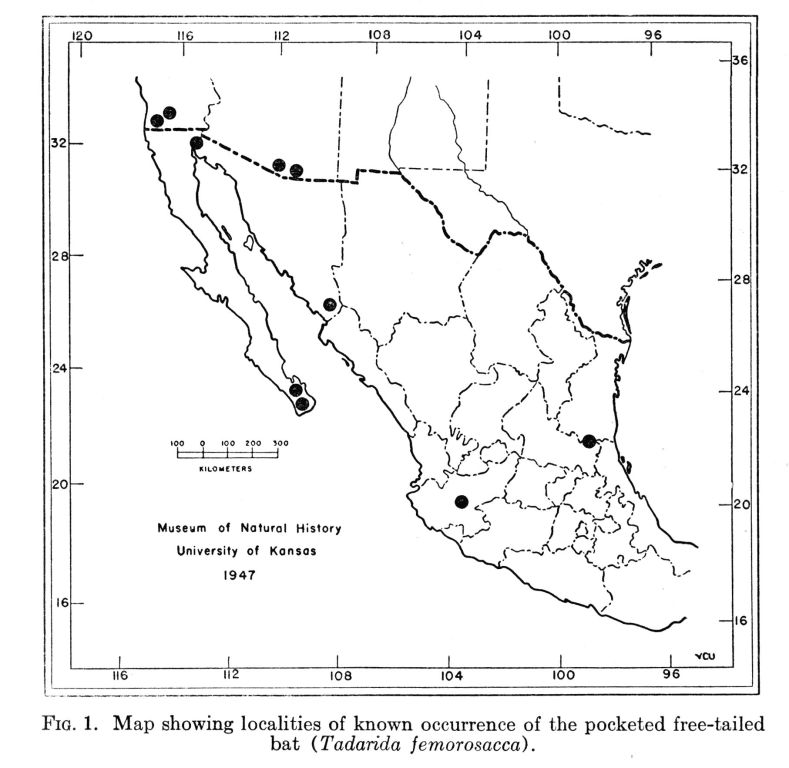 120 116 112 108 104 100 96
36
32 32
28 28
24 24
100 0 100 200 300
KILOMETERS
20 20
Museum of Natural History
University of Kansas
1947
16 16
VCU
116 112 108 104 100 96
FIG. 1. Map showing localities of known occurrence of the pocketed free-tailed
bat (Tadarida femorosacca).